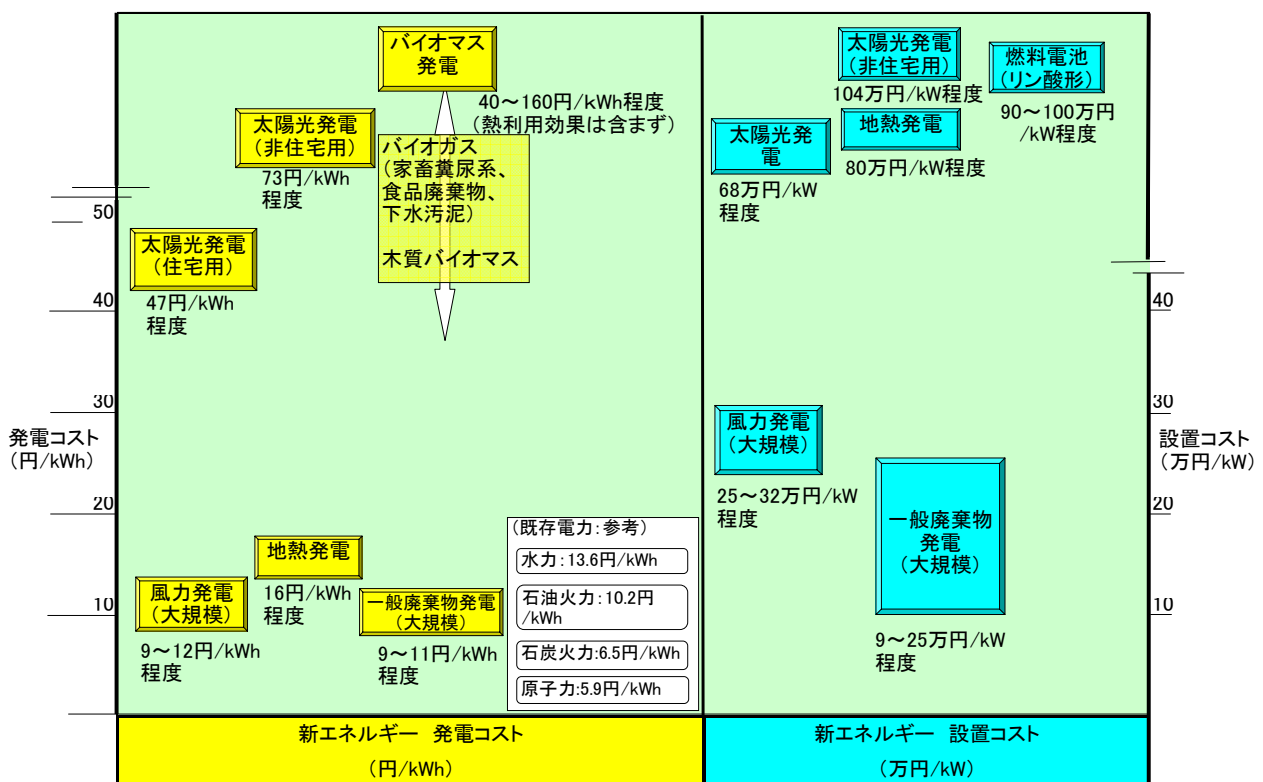 バイオマス
発電
40～160円/kWh程度
（熱利用効果は含まず）
太陽光発電
（非住宅用）
73円/kWh
程度
バイオガス
（家畜糞尿系、
食品廃棄物、
下水汚泥）
木質バイオマス
太陽光発電
（住宅用）
47円/kWh
程度
50
40
30
発電コスト
（円/kWh）
20
10
地熱発電
16円/kWh
程度
風力発電
（大規模）
9～12円/kWh
程度
一般廃棄物発電
（大規模）
9～11円/kWh
程度
（既存電力：参考）
水力：13.6円/kWh
石油火力：10.2円
/kWh
石炭火力:6.5円/kWh
原子力:5.9円/kWh
太陽光発電
（非住宅用）
104万円/kW程度
燃料電池
（リン酸形）
90～100万円
/kW程度
太陽光発
電
68万円/kW
程度
地熱発電
80万円/kW程度
風力発電
（大規模）
25～32万円/kW
程度
一般廃棄物
発電
（大規模）
9～25万円/kW
程度
40
30
設置コスト
（万円/kW）
20
10
新エネルギー 発電コスト
（円/kWh）
新エネルギー 設置コスト
（万円/kW）